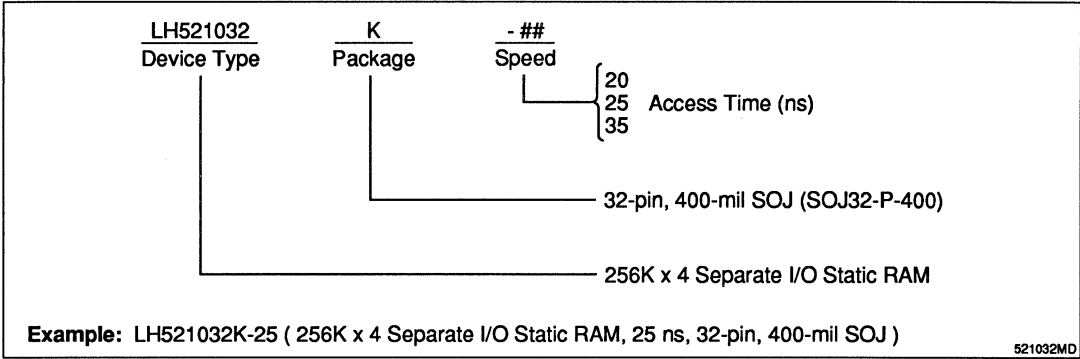 LH521032 K - ##
Device Type Package Speed
20
25 Access Time (ns)
35
32-pin, 400-mil SOJ (SOJ32-P-400)
256K x 4 Separate I/O Static RAM
Example: LH521032K-25 ( 256K x 4 Separate I/O Static RAM, 25 ns, 32-pin, 400-mil SOJ )
521032MD